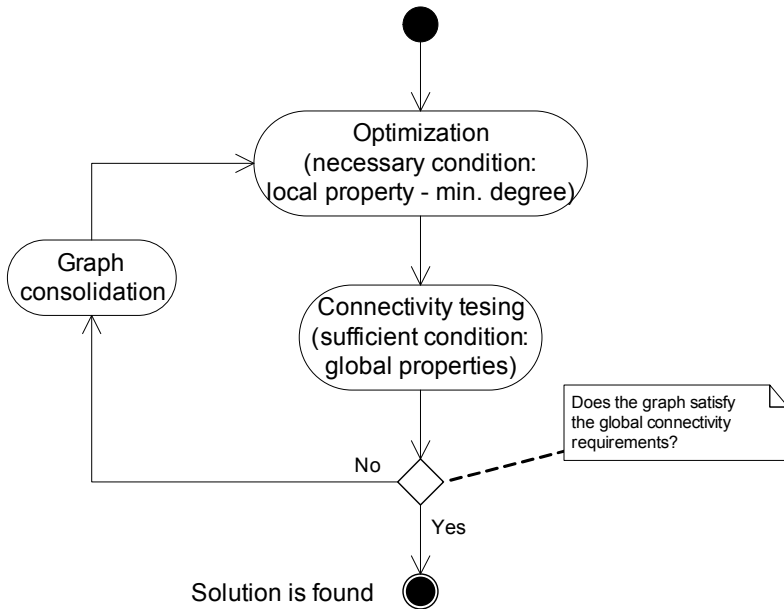 Optimization
(necessary condition:
local property - min. degree)
Graph
consolidation
Connectivity tesing
(sufficient condition:
global properties)
Does the graph satisfy
the global connectivity
requirements?
No
Yes
Solution is found